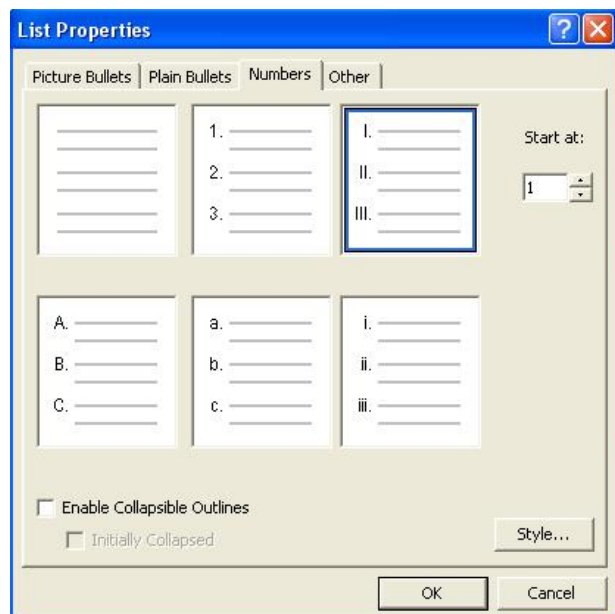 List Properties
Picture Bullets Plain Bullets Numbers Other
1.
2.
3.
I.
II.
III.
Start at:
1
A.
B.
C.
a.
b.
c.
i.
ii.
iii.
Enable Collapsible Outlines
Initially Collapsed
Style...
OK Cancel